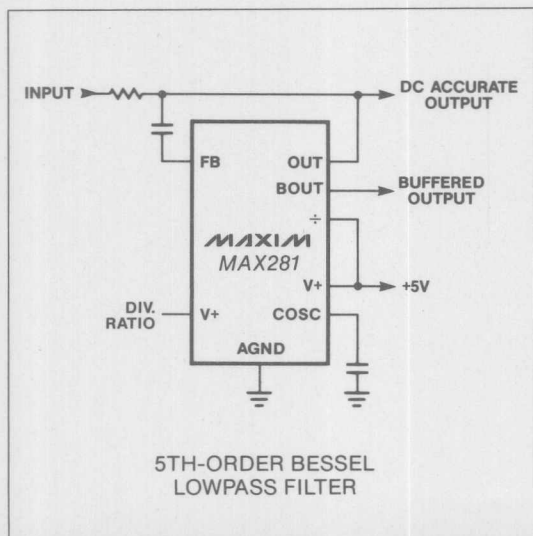 INPUT
DC ACCURATE
OUTPUT
FB
OUT
BOUT
BUFFERED
OUTPUT
÷
MAXIM
MAX281
V+
+5V
DIV.
RATIO
V+
COSC
AGND
5TH-ORDER BESSEL
LOWPASS FILTER